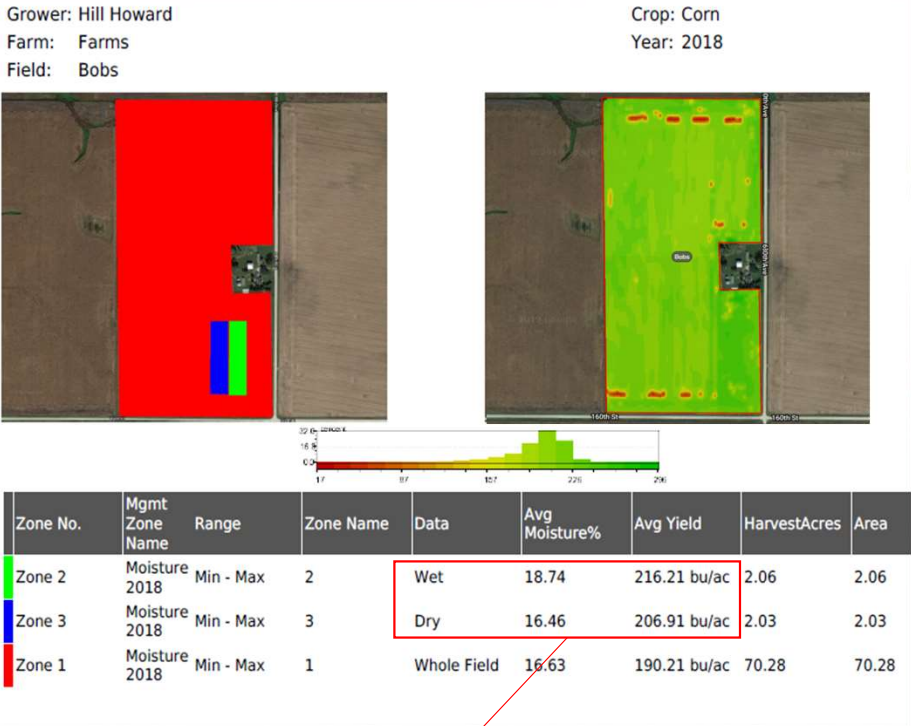 Grower: Hill Howard
Crop: Corn
Farm: Farms
Year: 2018
Field: Bobs
Bobs
630th Ave
160th St
160th St
17 87 157 226 296
Zone No. Mgmt Zone Name Range Zone Name Data Avg Moisture% Avg Yield HarvestAcres Area
Zone 2 Moisture 2018 Min - Max 2 Wet 18.74 216.21 bu/ac 2.06 2.06
Zone 3 Moisture 2018 Min - Max 3 Dry 16.46 206.91 bu/ac 2.03 2.03
Zone 1 Moisture 2018 Min - Max 1 Whole Field 16.63 190.21 bu/ac 70.28 70.28